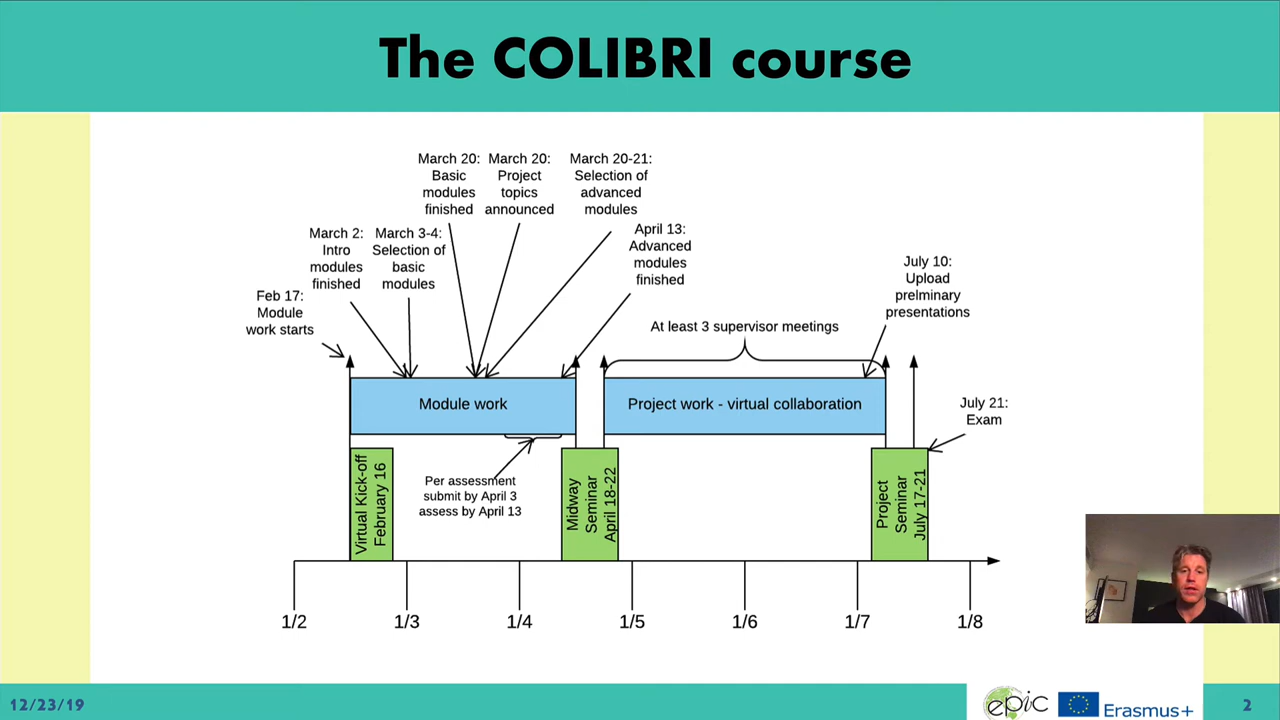 The COLIBRI course
March 20:
Basic
modules
finished
March 20:
Project
topics
announced
March 20-21:
Selection of
advanced
modules
March 2:
Intro
modules
finished
March 3-4:
Selection of
basic
modules
April 13:
Advanced
modules
finished
Feb 17:
Module
work starts
July 10:
Upload
prelminary
presentations
At least 3 supervisor meetings
Module work
Project work - virtual collaboration
July 21:
Exam
Virtual Kick-off
February 16
Per assessment
submit by April 3
assess by April 13
Midway
Seminar
April 18-22
Project
Seminar
July 17-21
1/2
1/3
1/4
1/5
1/6
1/7
1/8
12/23/19
epic
Erasmus+
2